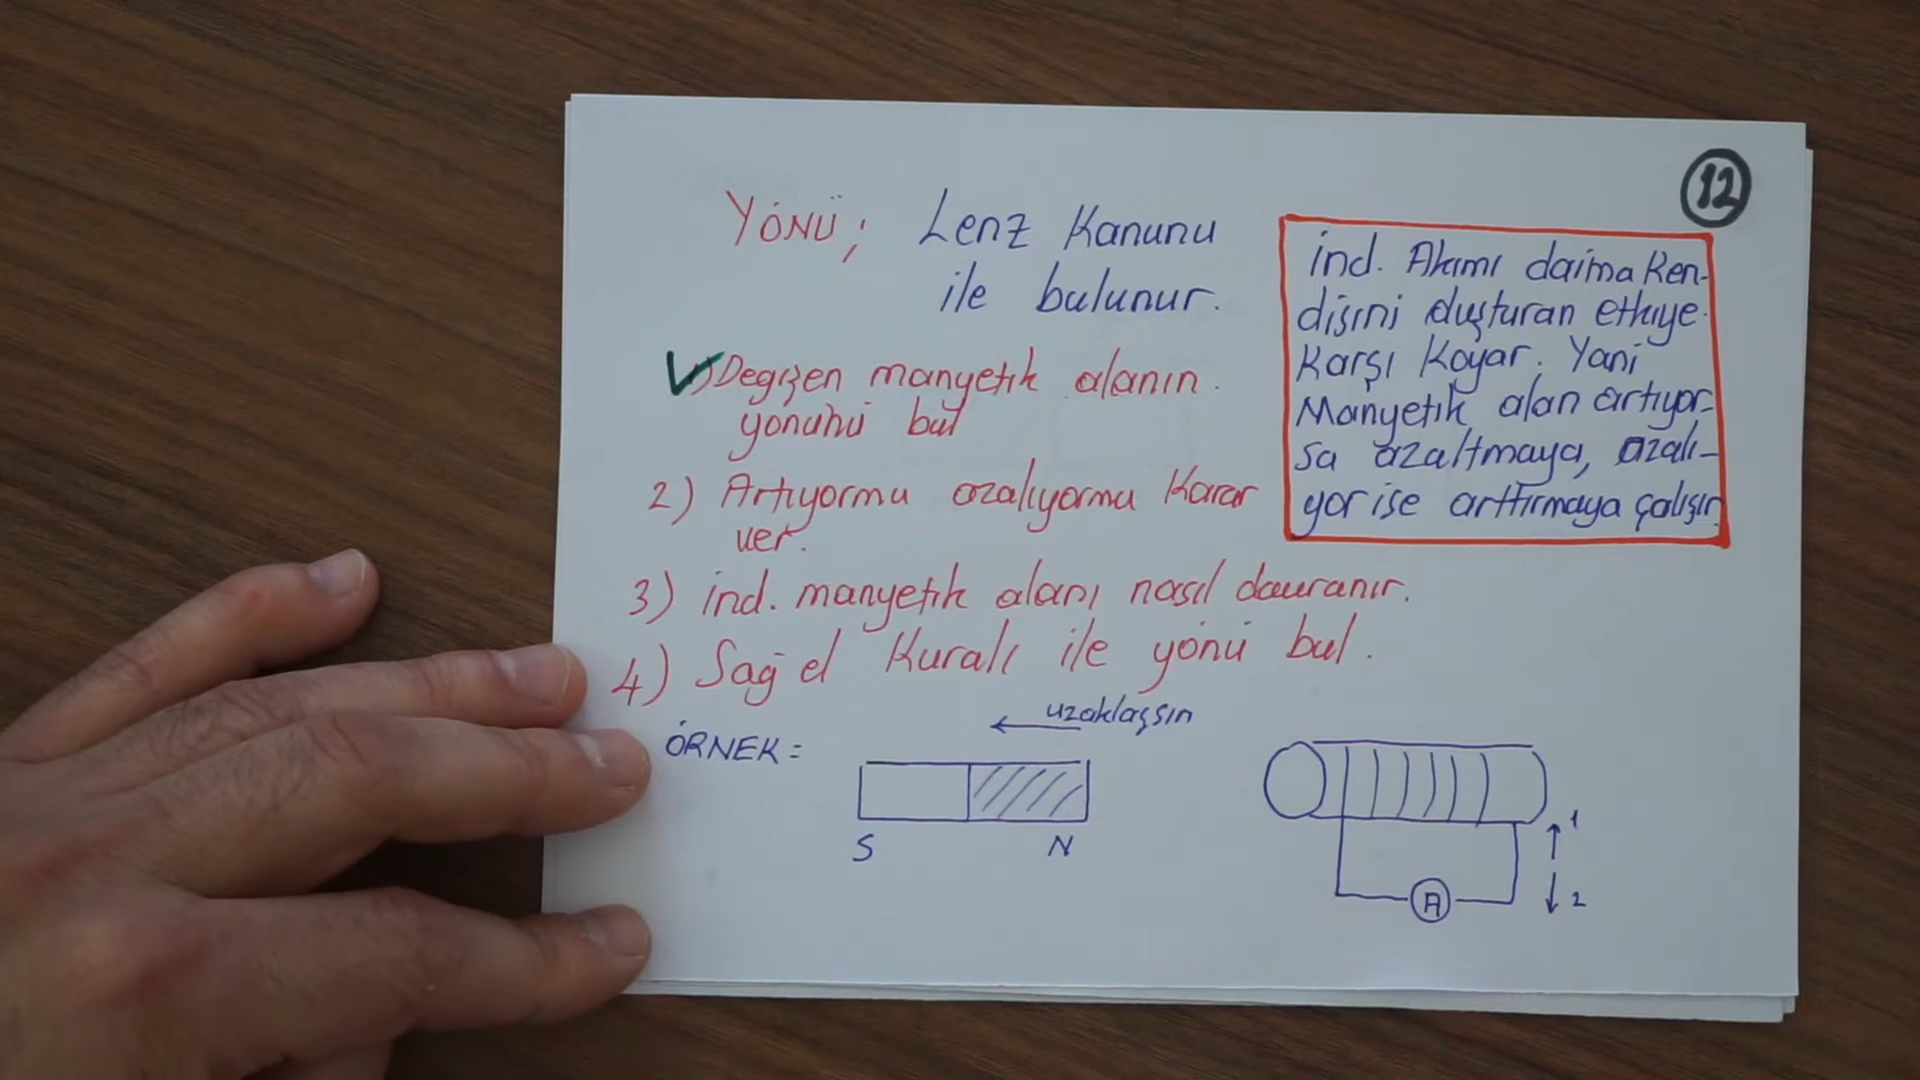 12
YÖNÜ; Lenz Kanunu
ile bulunur.
ind. Akımı daima Ken-
disini oluşturan etkiye
Karşı Koyar. Yani
Manyetik alan artıyor-
sa azaltmaya, azalı-
yor ise arttırmaya çalışır.
1) Değişen manyetik alanın
yönünü bul
2) Artıyormu azalıyormu Karar
ver.
3) ind. manyetik alanı nasıl davranır.
4) Sağ el Kuralı ile yönü bul.
ÖRNEK =
uzaklaşsın
S
N
A
1
2